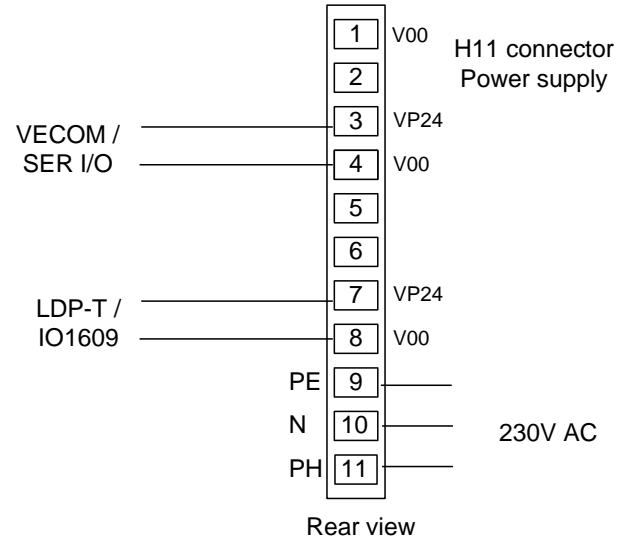 1 V00
H11 connector
Power supply
2
VECOM /
SER I/O
3 VP24
4 V00
5
6
LDP-T /
IO1609
7 VP24
8 V00
PE 9
N 10
230V AC
PH 11
Rear view